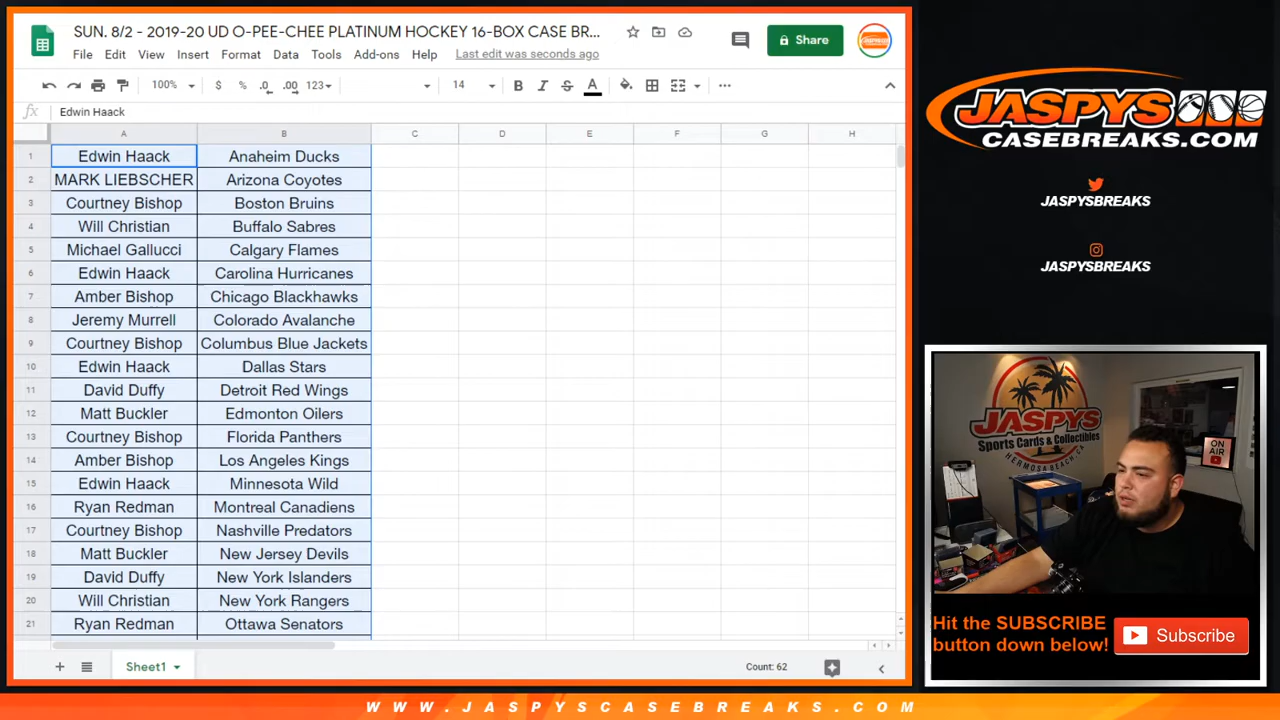 SUN. 8/2 - 2019-20 UD O-PEE-CHEE PLATINUM HOCKEY 16-BOX CASE BR...
File Edit View Insert Format Data Tools Add-ons Help Last edit was seconds ago
Share
100% $ % .0 .00 123 14 B I S A
fx Edwin Haack
A B C D E F G H
1 Edwin Haack Anaheim Ducks
2 MARK LIEBSCHER Arizona Coyotes
3 Courtney Bishop Boston Bruins
4 Will Christian Buffalo Sabres
5 Michael Gallucci Calgary Flames
6 Edwin Haack Carolina Hurricanes
7 Amber Bishop Chicago Blackhawks
8 Jeremy Murrell Colorado Avalanche
9 Courtney Bishop Columbus Blue Jackets
10 Edwin Haack Dallas Stars
11 David Duffy Detroit Red Wings
12 Matt Buckler Edmonton Oilers
13 Courtney Bishop Florida Panthers
14 Amber Bishop Los Angeles Kings
15 Edwin Haack Minnesota Wild
16 Ryan Redman Montreal Canadiens
17 Courtney Bishop Nashville Predators
18 Matt Buckler New Jersey Devils
19 David Duffy New York Islanders
20 Will Christian New York Rangers
21 Ryan Redman Ottawa Senators
Sheet1
Count: 62
JASPYS
CASEBREAKS.COM
JASPYSBREAKS
JASPYSBREAKS
JASPYS
Sports Cards & Collectibles
HERMOSA BEACH, CA
ON
AIR
Hit the SUBSCRIBE
button down below!
Subscribe
WWW.JASPYSCASEBREAKS.COM